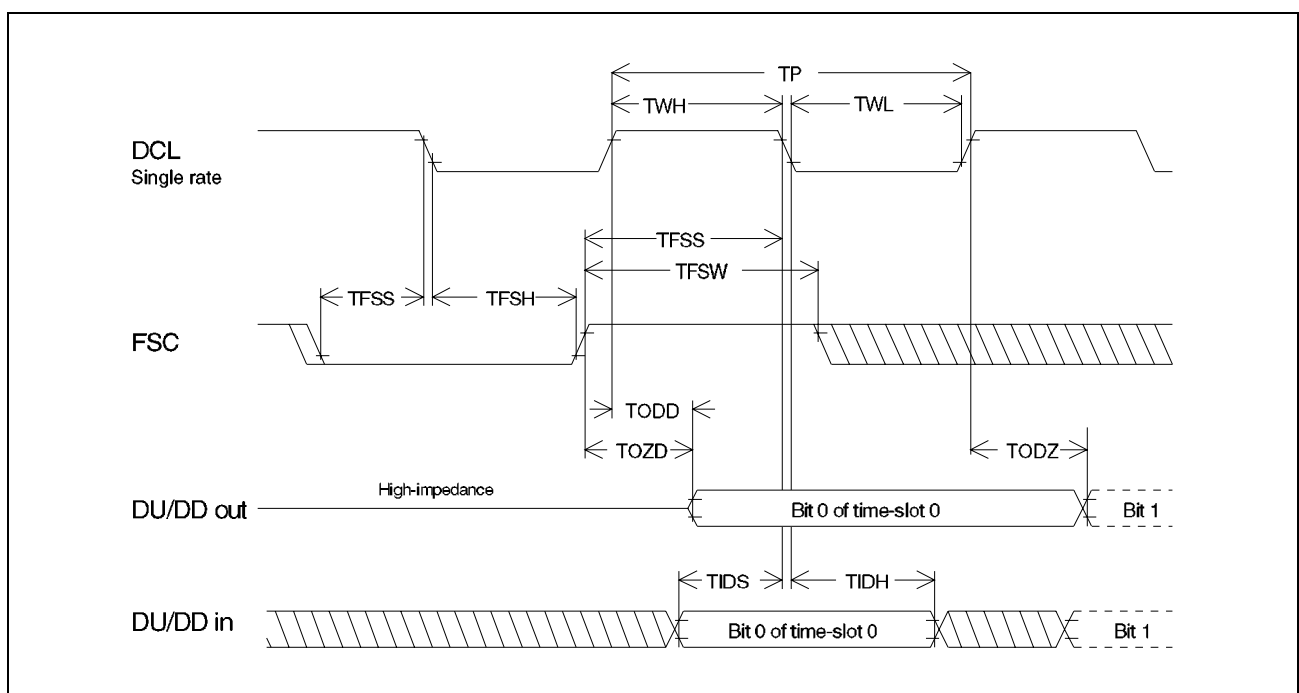 TP
TWH
TWL
DCL
Single rate
TFSS
TFSW
TFSS
TFSH
FSC
TODD
TOZD
TODZ
High-impedance
DU/DD out
Bit 0 of time-slot 0
Bit 1
TIDS
TIDH
DU/DD in
Bit 0 of time-slot 0
Bit 1